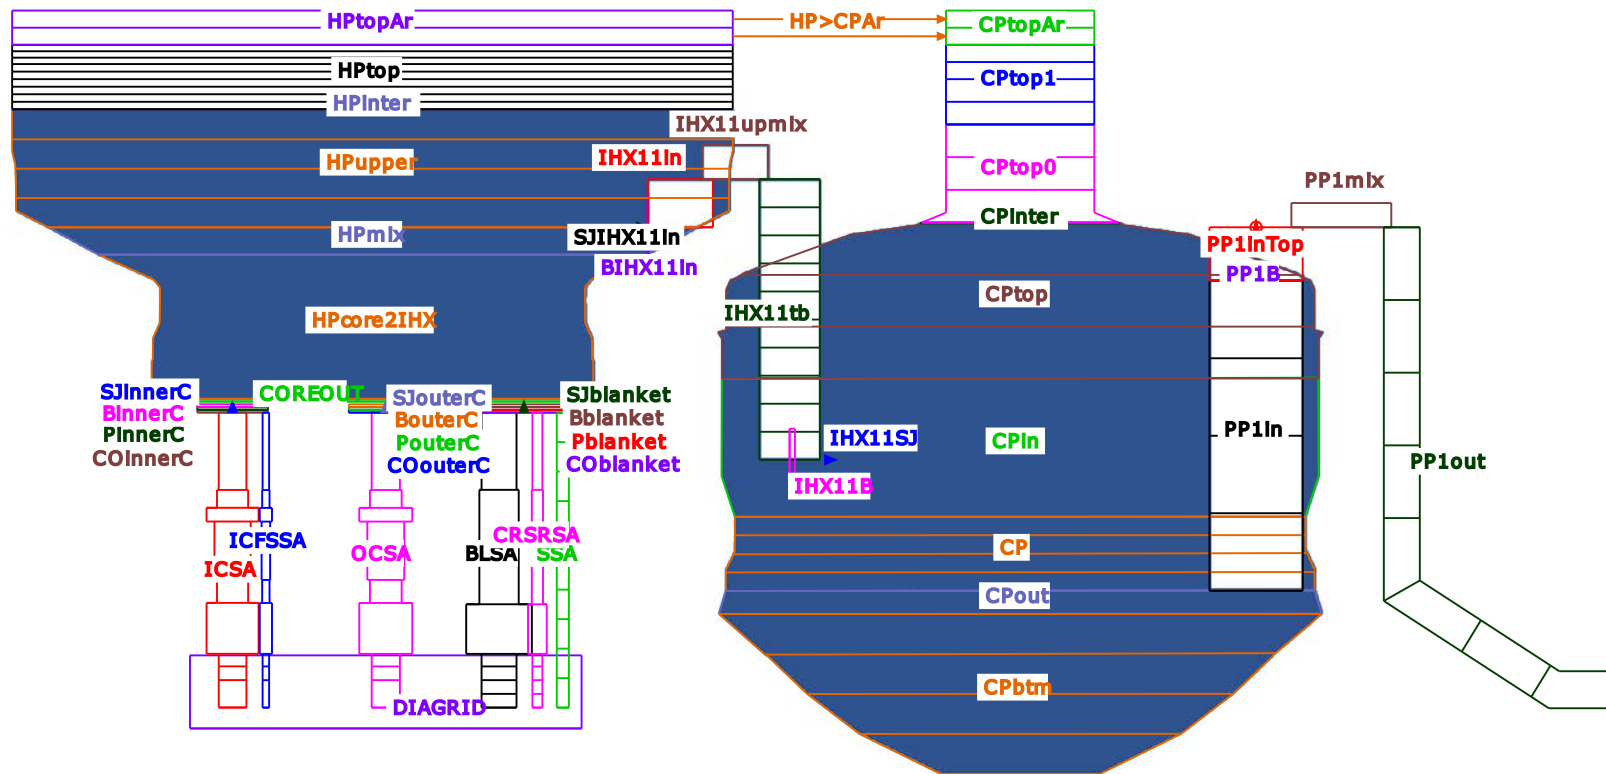 HPtopAr
HP>CPAr
CPtopAr
HPtop
CPtop1
HPinter
IHX11upmix
HPupper
IHX11in
CPtop0
PP1mix
CPinter
HPmix
SJIHX11in
PP1inTop
BIHX11in
PP1B
CPtop
HPcore2IHX
IHX11tb
SJinnerC
COREOUT
SJouterC
SJblanket
BinnerC
BouterC
Bblanket
PinnerC
PouterC
Pblanket
COinnerC
COouterC
COblanket
IHX11SJ
CPin
PP1in
PP1out
IHX11B
ICFSSA
CRSRSA
OCSA
BLSA
SSA
CP
ICSA
CPout
CPbtm
DIAGRID